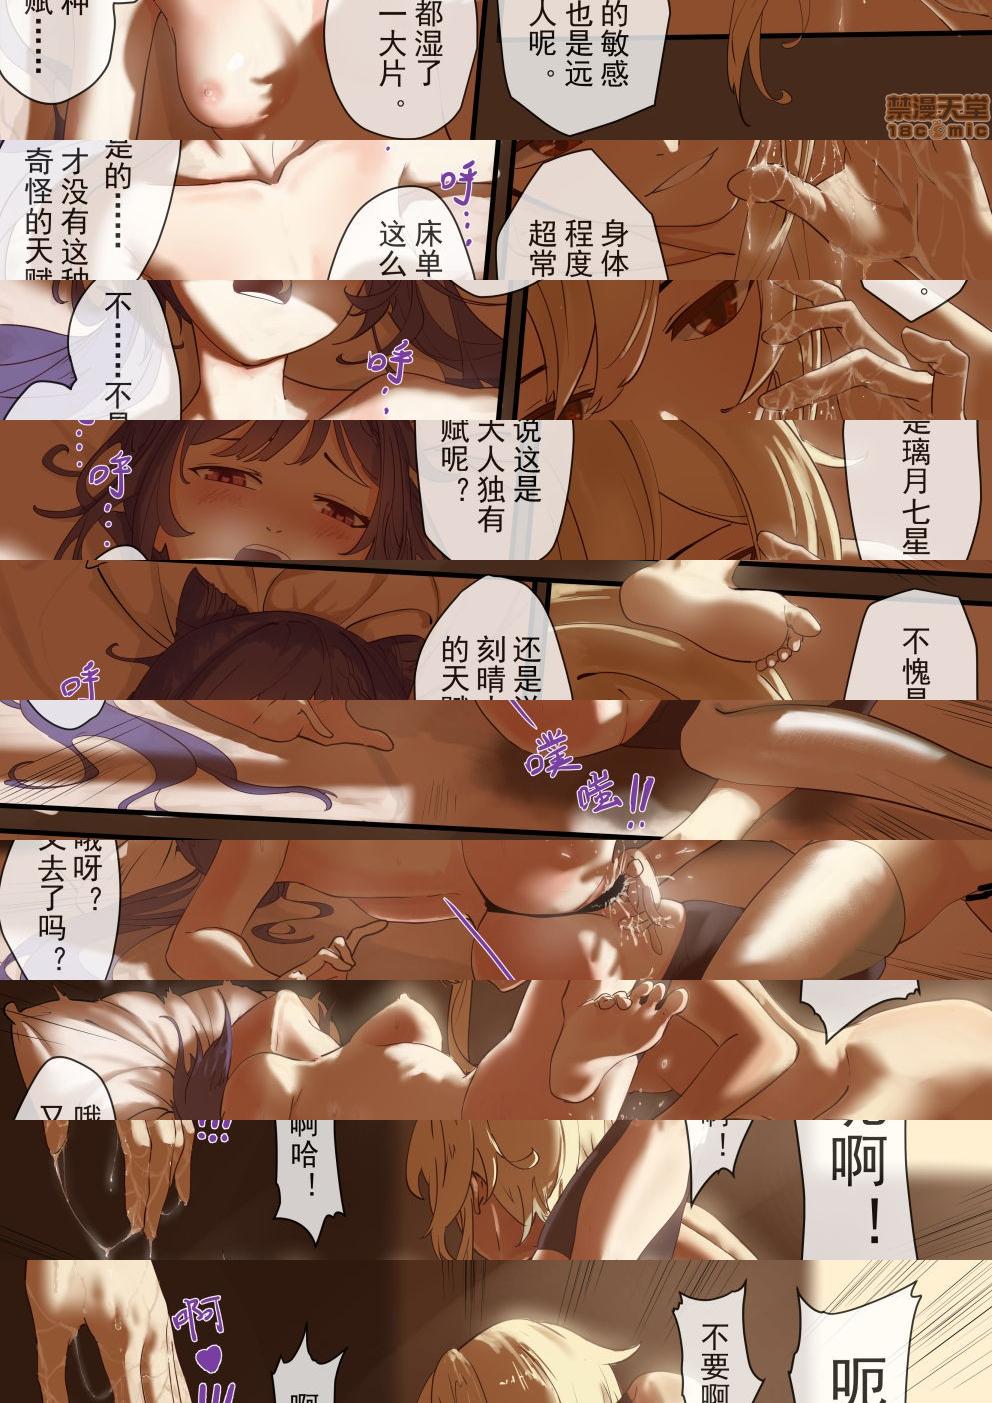 的敏感
也是远
人呢。
都湿了
一大片。
种
赋……
禁漫天堂
18comic
身体
程度
超常
呼…
床单
这么
是的……
才没有这种
奇怪的天赋
呼…
不……不
璃月七星
说这是
大人独有
赋呢？
呼…
不愧
还是
刻晴
的天
呼
噗
嗤!!
哦呀？
又去了吗？
哦
又
啊！
啊！
啊哈！
呃
不要啊
啊
啊♥!!